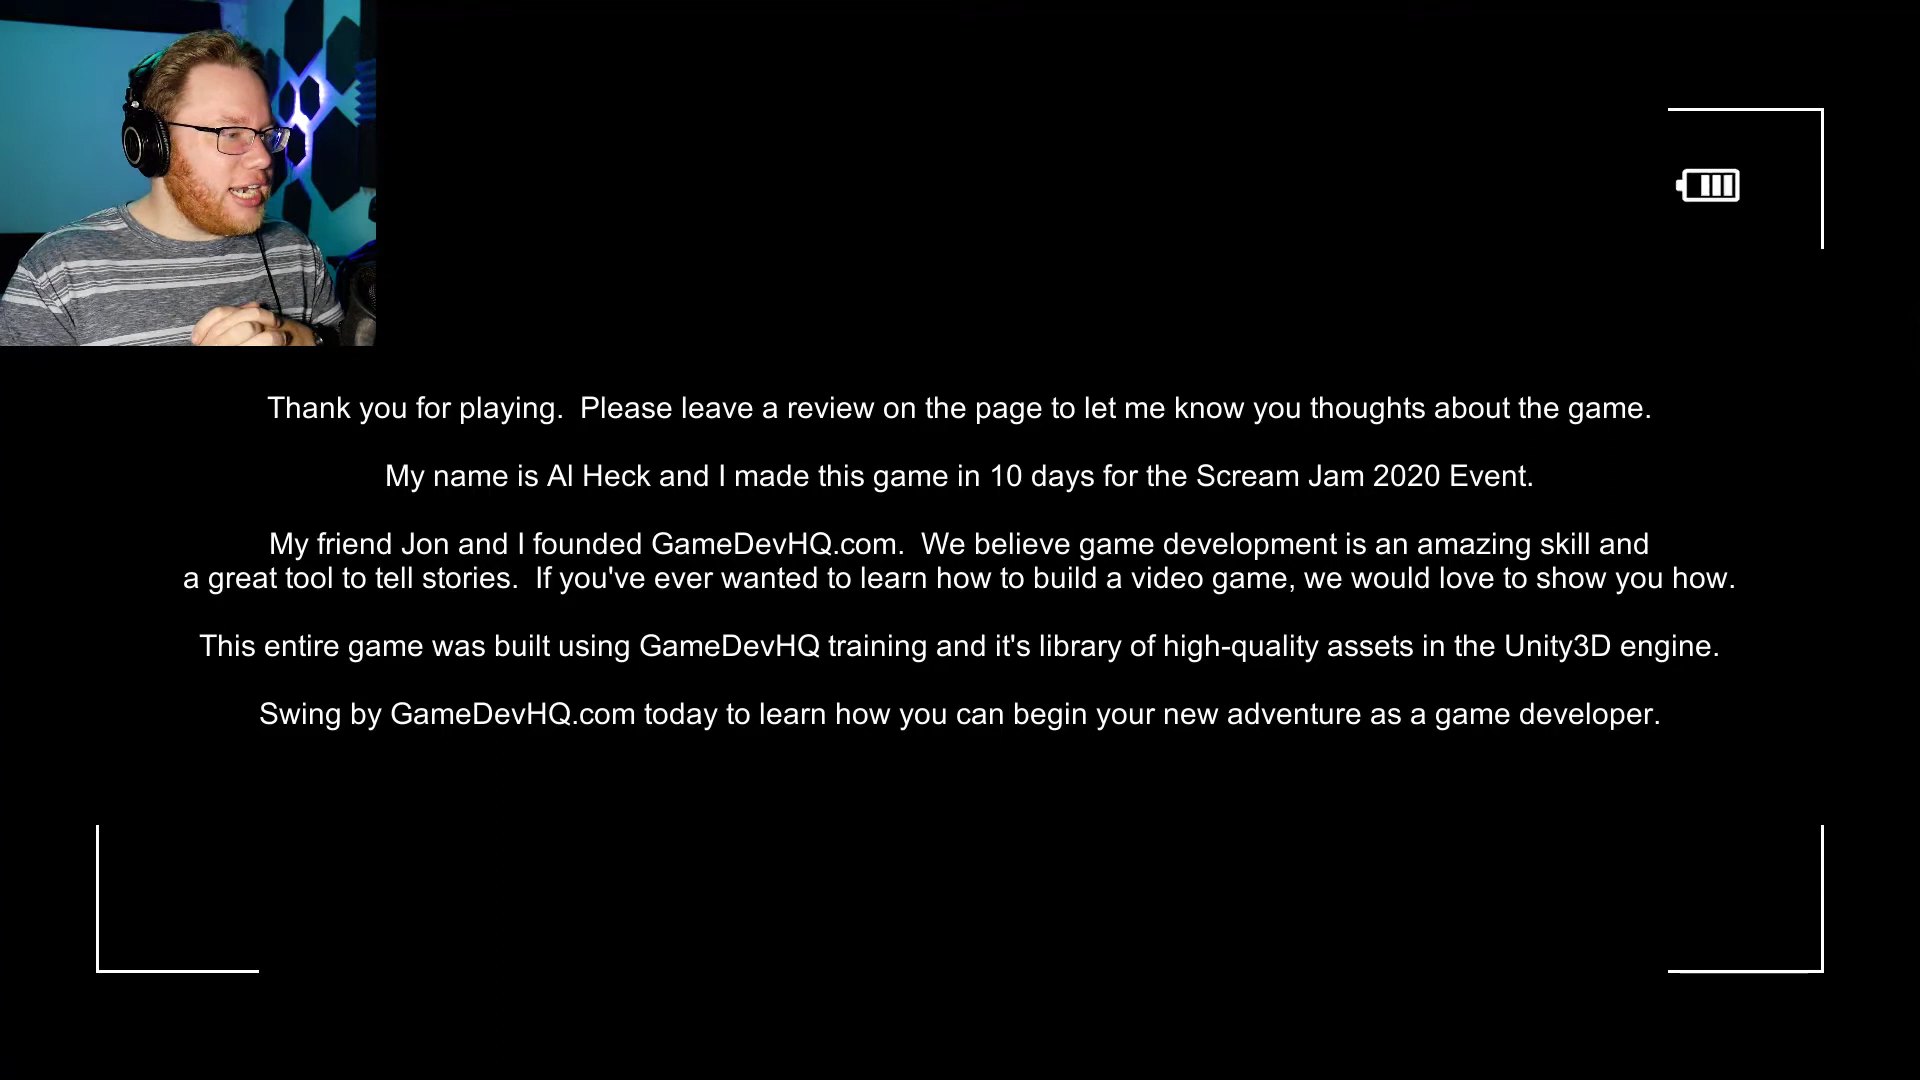 Thank you for playing.  Please leave a review on the page to let me know you thoughts about the game.
My name is Al Heck and I made this game in 10 days for the Scream Jam 2020 Event.
My friend Jon and I founded GameDevHQ.com.  We believe game development is an amazing skill and
a great tool to tell stories.  If you've ever wanted to learn how to build a video game, we would love to show you how.
This entire game was built using GameDevHQ training and it's library of high-quality assets in the Unity3D engine.
Swing by GameDevHQ.com today to learn how you can begin your new adventure as a game developer.